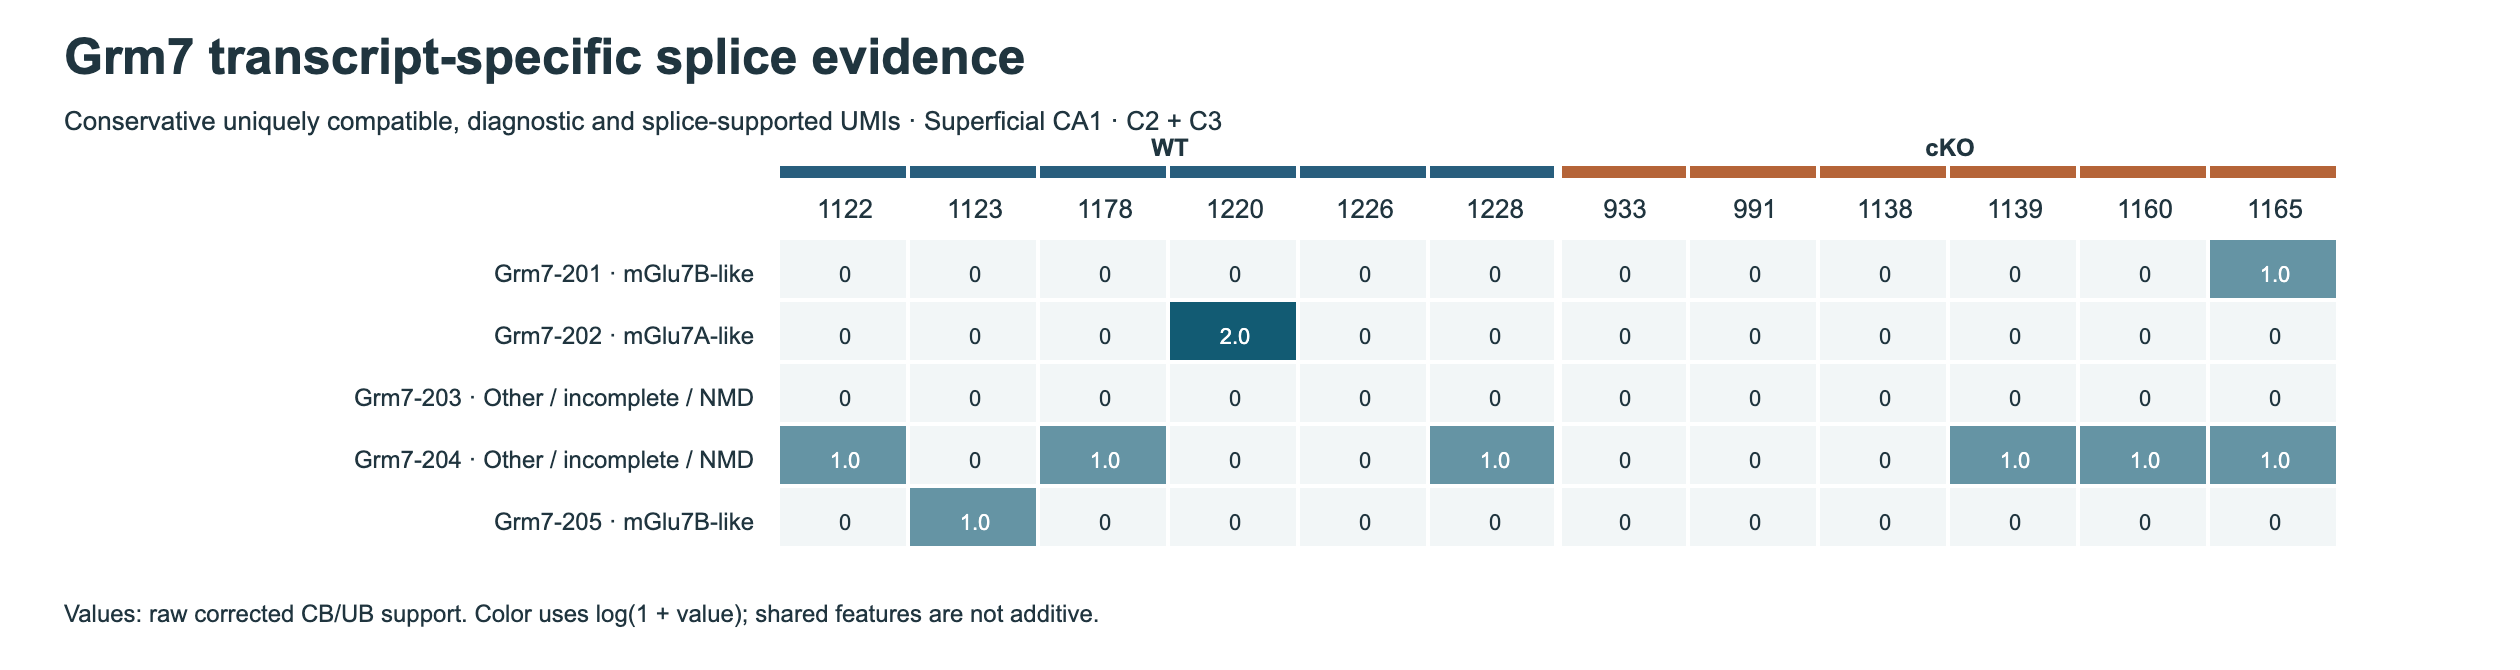 Grm7 transcript-specific splice evidence
Conservative uniquely compatible, diagnostic and splice-supported UMIs · Superficial CA1 · C2 + C3
WT cKO
1122 1123 1178 1220 1226 1228 933 991 1138 1139 1160 1165
Grm7-201 · mGlu7B-like 0 0 0 0 0 0 0 0 0 0 0 1.0
Grm7-202 · mGlu7A-like 0 0 0 2.0 0 0 0 0 0 0 0 0
Grm7-203 · Other / incomplete / NMD 0 0 0 0 0 0 0 0 0 0 0 0
Grm7-204 · Other / incomplete / NMD 1.0 0 1.0 0 0 1.0 0 0 0 1.0 1.0 1.0
Grm7-205 · mGlu7B-like 0 1.0 0 0 0 0 0 0 0 0 0 0
Values: raw corrected CB/UB support. Color uses log(1 + value); shared features are not additive.